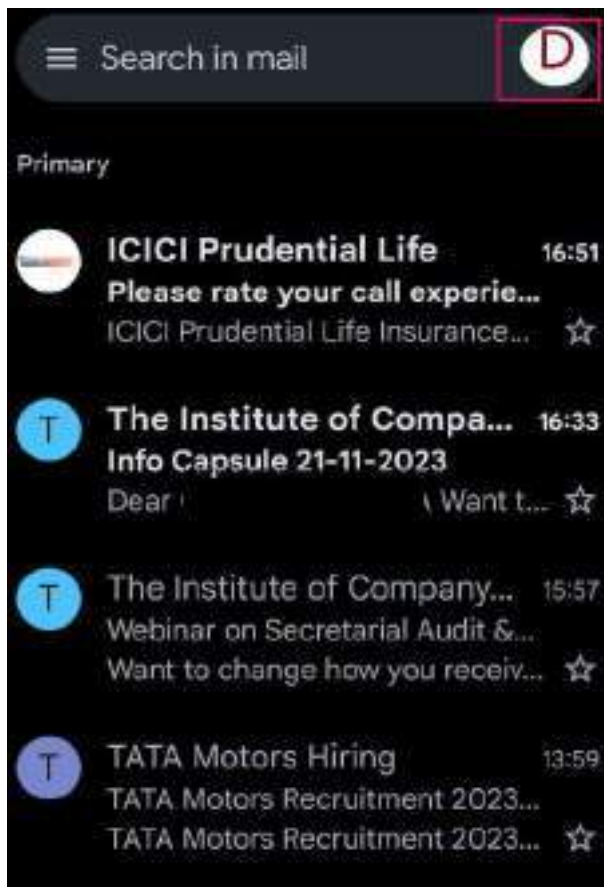 Search in mail D
Primary
ICICI Prudential Life 16:51
Please rate your call experie...
ICICI Prudential Life Insurance...
T The Institute of Compa... 16:33
Info Capsule 21-11-2023
Dear Want t...
T The Institute of Company... 15:57
Webinar on Secretarial Audit &...
Want to change how you receiv...
T TATA Motors Hiring 13:59
TATA Motors Recruitment 2023...
TATA Motors Recruitment 2023...